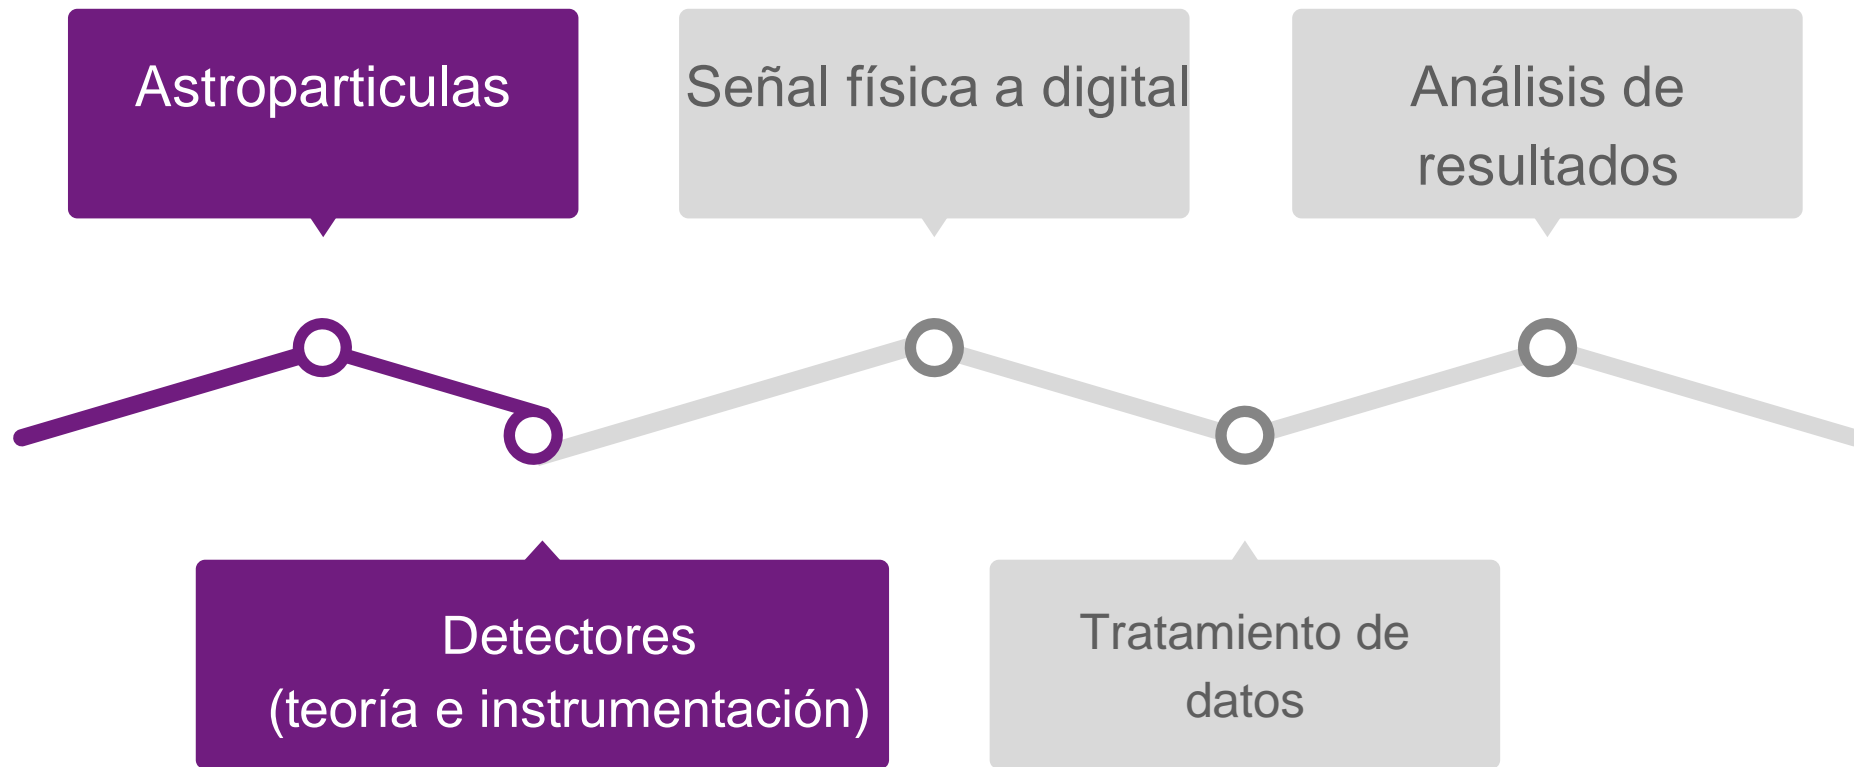 Astroparticulas
Señal física a digital
Análisis de
resultados
Detectores
(teoría e instrumentación)
Tratamiento de
datos